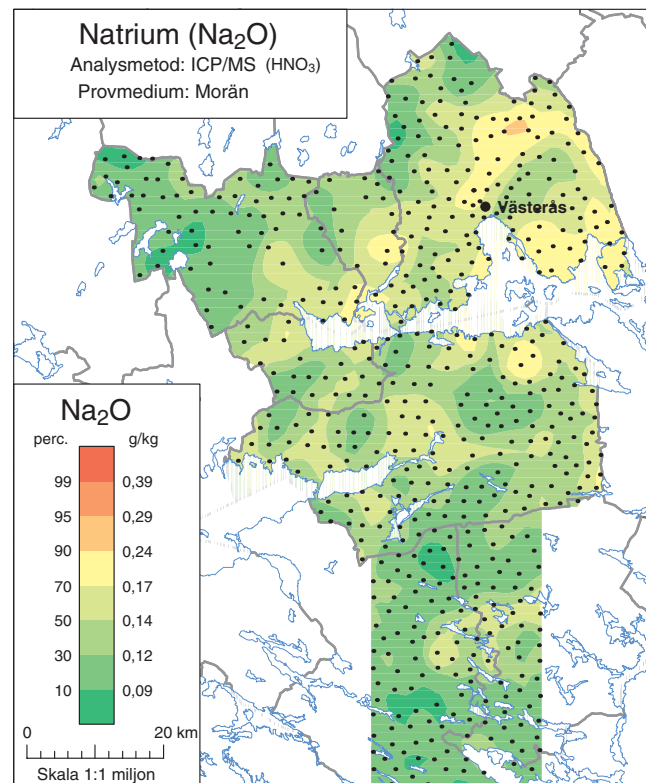 Natrium (Na₂O)
Analysmetod: ICP/MS (HNO₃)
Provmedium: Morän
Västerås
Na₂O
perc. g/kg
99 0,39
95 0,29
90 0,24
70 0,17
50 0,14
30 0,12
10 0,09
0 20 km
Skala 1:1 miljon